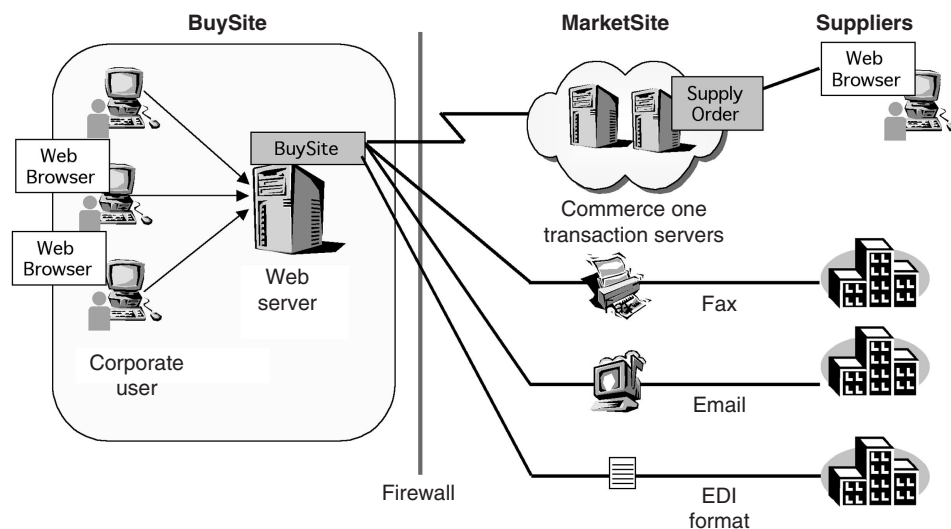 BuySite
MarketSite
Suppliers
Web
Browser
Supply
Order
BuySite
Web
Browser
Commerce one
transaction servers
Web
Browser
Web
server
Fax
Corporate
user
Email
Firewall
EDI
format